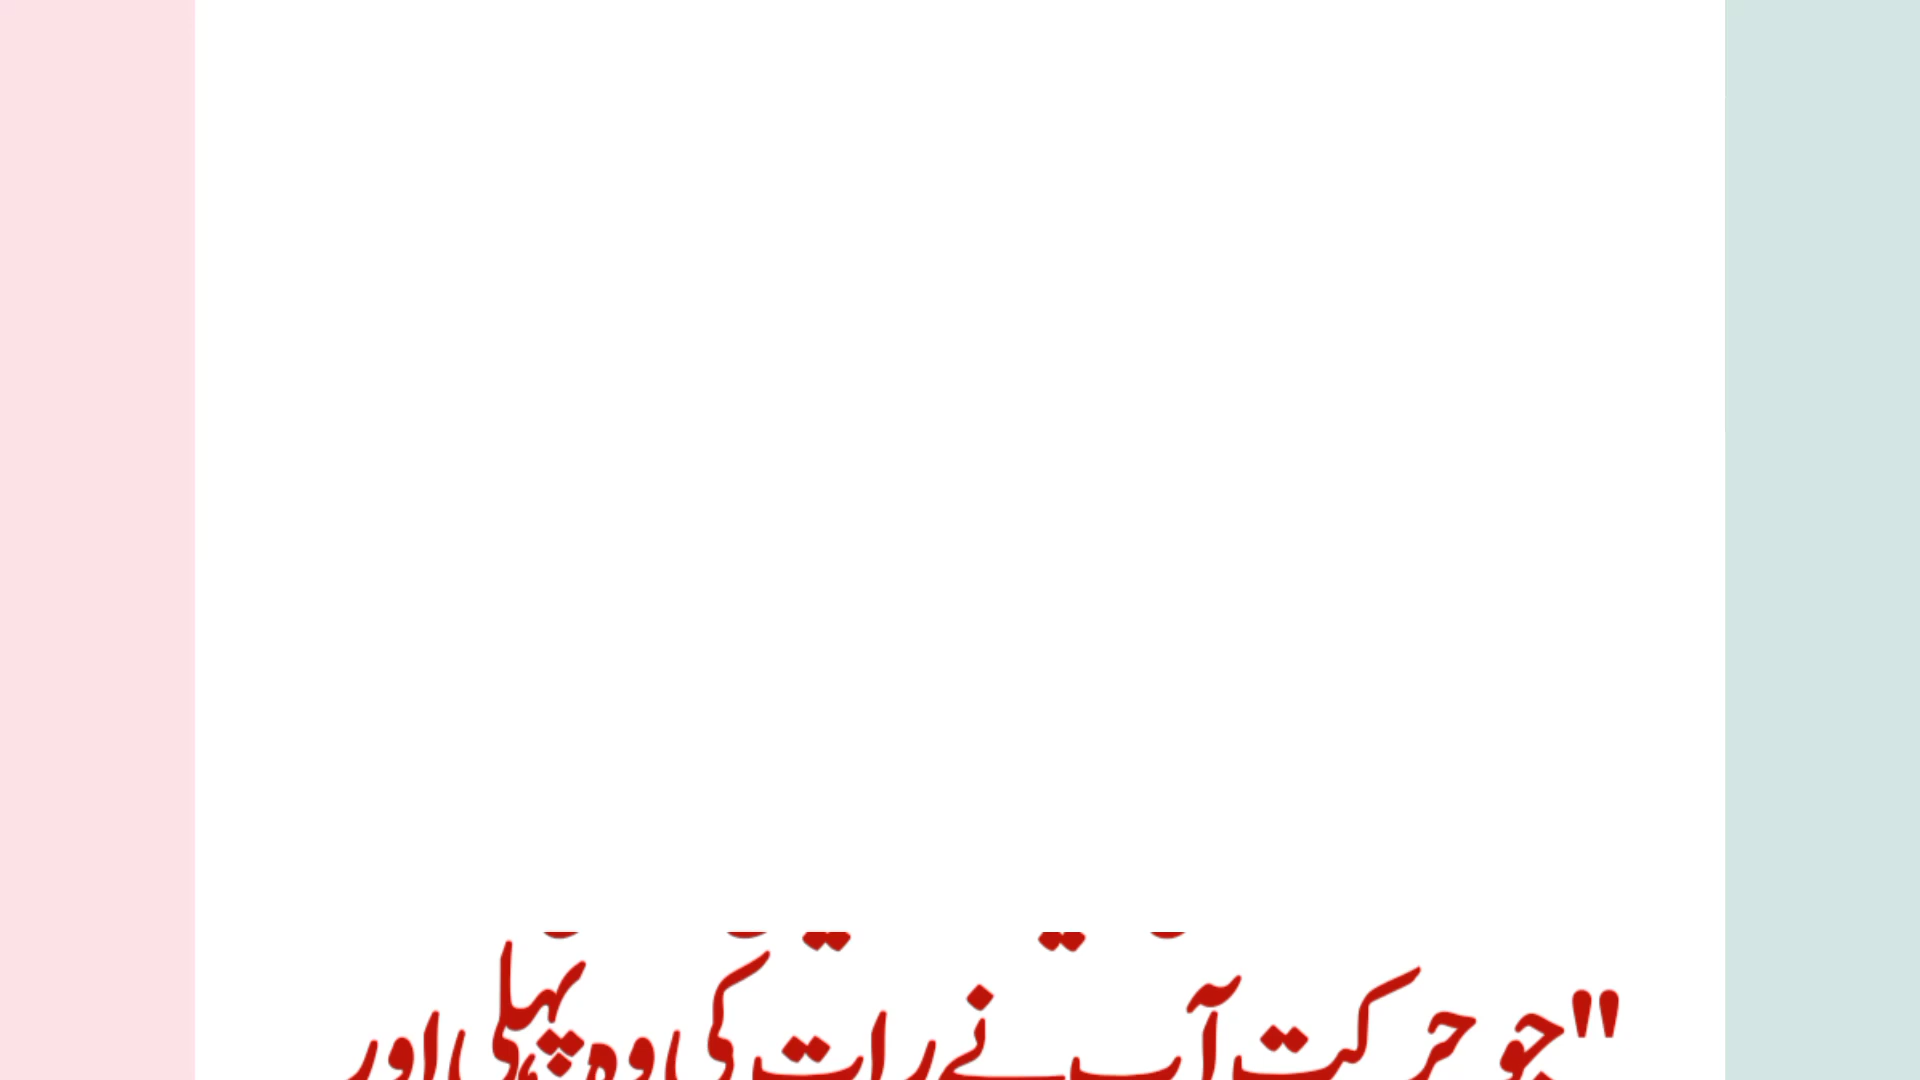 "جو حرکت آپ نے رات کی، وہ پہلی، اور